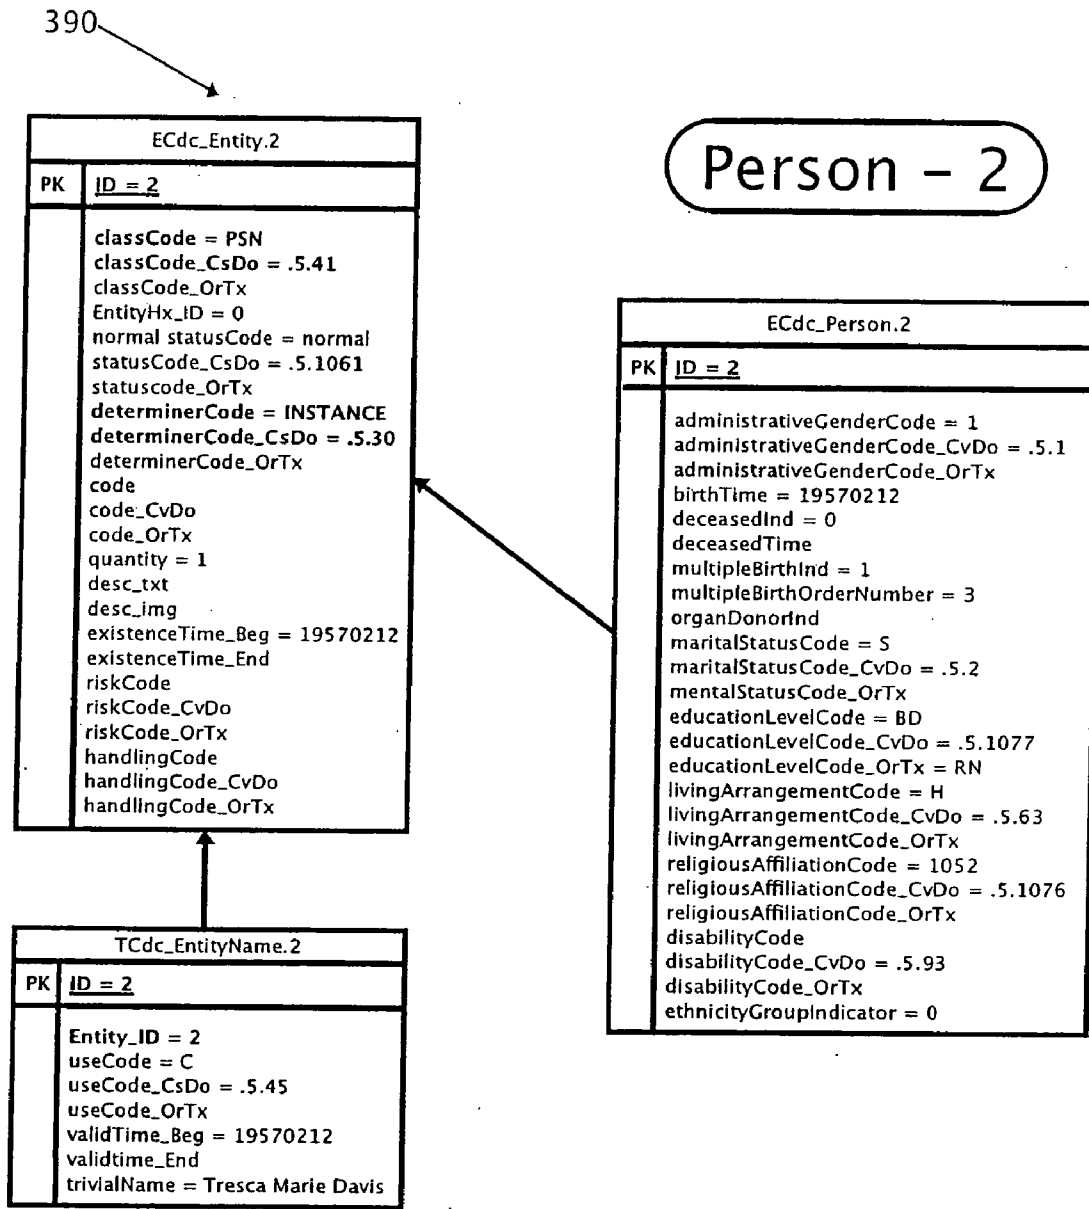 390
ECdc_Entity.2
PK ID = 2
classCode = PSN
classCode_CsDo = .5.41
classCode_OrTx
EntityHx_ID = 0
normal statusCode = normal
statusCode_CsDo = .5.1061
statuscode_OrTx
determinerCode = INSTANCE
determinerCode_CsDo = .5.30
determinerCode_OrTx
code
code_CvDo
code_OrTx
quantity = 1
desc_txt
desc_img
existenceTime_Beg = 19570212
existenceTime_End
riskCode
riskCode_CvDo
riskCode_OrTx
handlingCode
handlingCode_CvDo
handlingCode_OrTx
TCdc_EntityName.2
PK ID = 2
Entity_ID = 2
useCode = C
useCode_CsDo = .5.45
useCode_OrTx
validTime_Beg = 19570212
validtime_End
trivialName = Tresca Marie Davis
Person - 2
ECdc_Person.2
PK ID = 2
administrativeGenderCode = 1
administrativeGenderCode_CvDo = .5.1
administrativeGenderCode_OrTx
birthTime = 19570212
deceasedInd = 0
deceasedTime
multipleBirthInd = 1
multipleBirthOrderNumber = 3
organDonorInd
maritalStatusCode = S
maritalStatusCode_CvDo = .5.2
mentalStatusCode_OrTx
educationLevelCode = BD
educationLevelCode_CvDo = .5.1077
educationLevelCode_OrTx = RN
livingArrangementCode = H
livingArrangementCode_CvDo = .5.63
livingArrangementCode_OrTx
religiousAffiliationCode = 1052
religiousAffiliationCode_CvDo = .5.1076
religiousAffiliationCode_OrTx
disabilityCode
disabilityCode_CvDo = .5.93
disabilityCode_OrTx
ethnicityGroupIndicator = 0